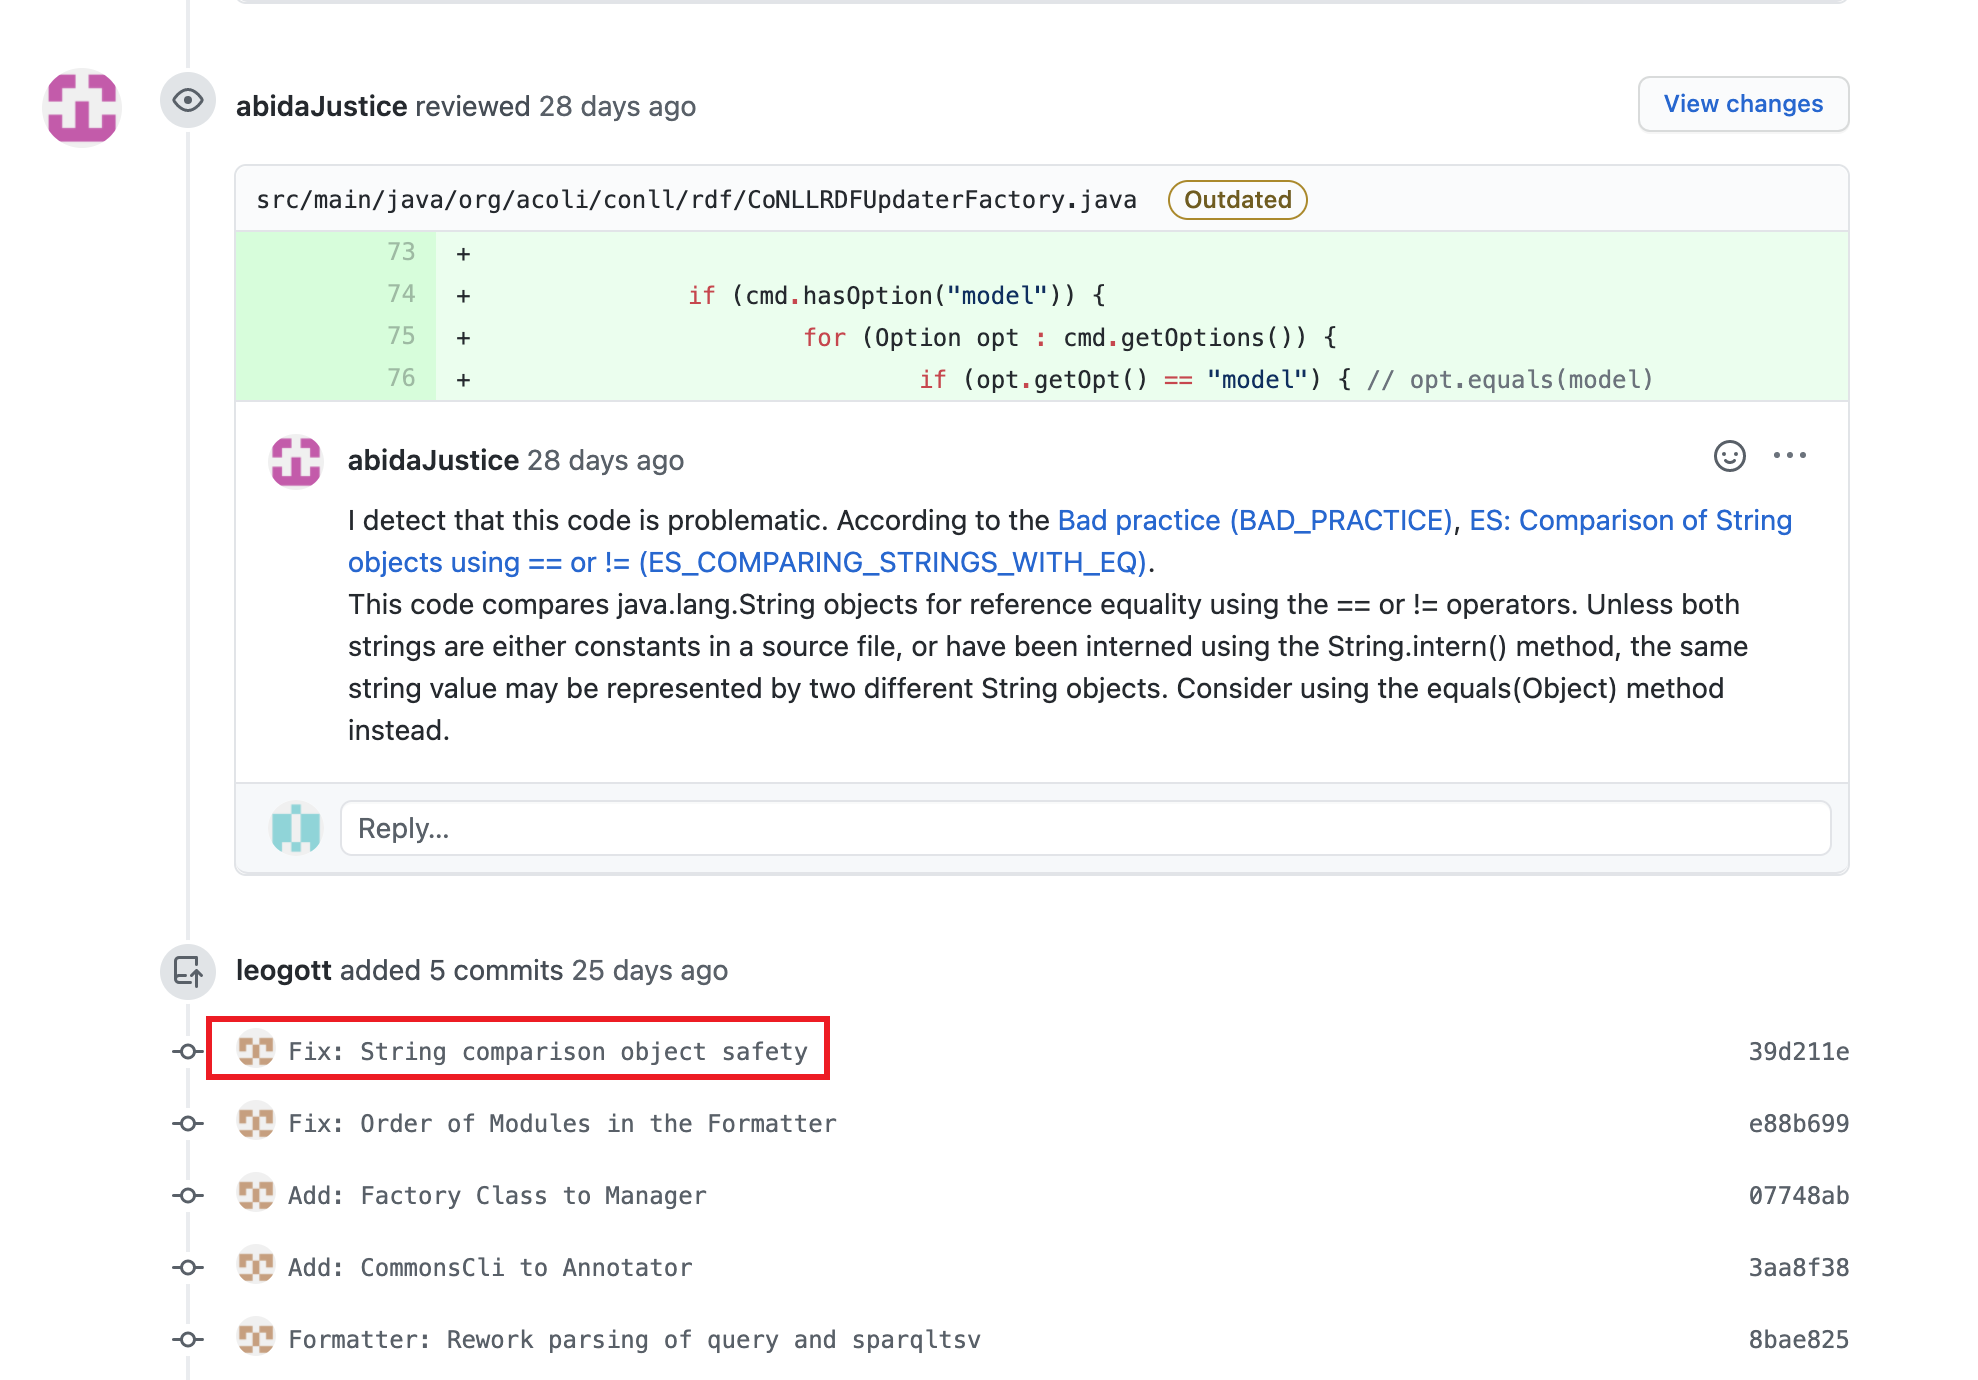 abidaJustice reviewed 28 days ago
View changes
src/main/java/org/acoli/conll/rdf/CoNLLRDFUpdaterFactory.java Outdated
73 +
74 + if (cmd.hasOption("model")) {
75 + for (Option opt : cmd.getOptions()) {
76 + if (opt.getOpt() == "model") { // opt.equals(model)
abidaJustice 28 days ago
I detect that this code is problematic. According to the Bad practice (BAD_PRACTICE), ES: Comparison of String
objects using == or != (ES_COMPARING_STRINGS_WITH_EQ).
This code compares java.lang.String objects for reference equality using the == or != operators. Unless both
strings are either constants in a source file, or have been interned using the String.intern() method, the same
string value may be represented by two different String objects. Consider using the equals(Object) method
instead.
Reply...
leogott added 5 commits 25 days ago
Fix: String comparison object safety 39d211e
Fix: Order of Modules in the Formatter e88b699
Add: Factory Class to Manager 07748ab
Add: CommonsCli to Annotator 3aa8f38
Formatter: Rework parsing of query and sparqltsv 8bae825